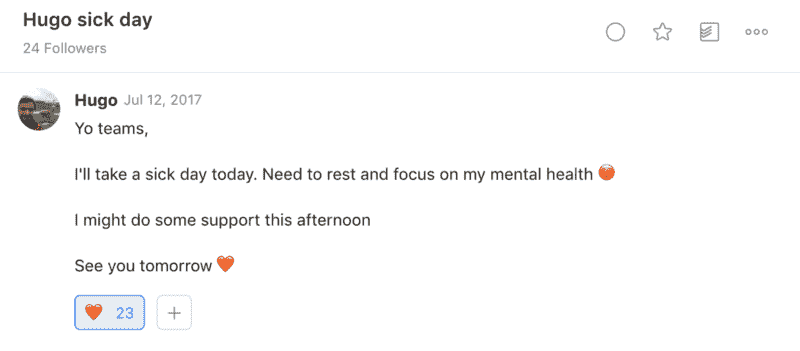 Hugo sick day
24 Followers
Hugo Jul 12, 2017
Yo teams,
I'll take a sick day today. Need to rest and focus on my mental health
I might do some support this afternoon
See you tomorrow ❤️
❤️ 23 +